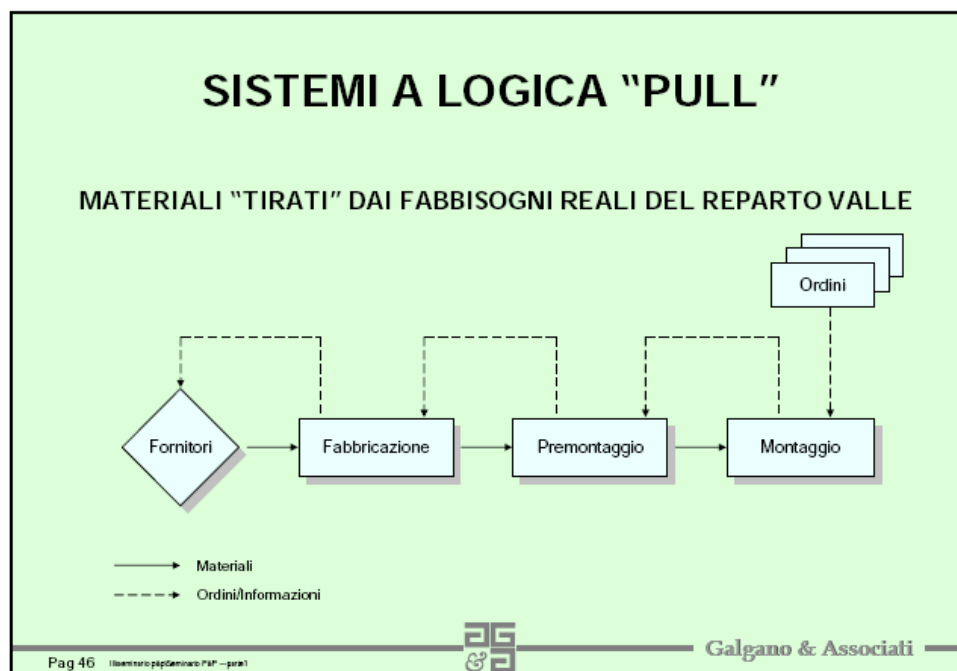 SISTEMI A LOGICA "PULL"
MATERIALI "TIRATI" DAI FABBISOGNI REALI DEL REPARTO VALLE
Ordini
Fornitori
Fabbricazione
Premontaggio
Montaggio
Materiali
Ordini/Informazioni
Galgano & Associati
Pag 46